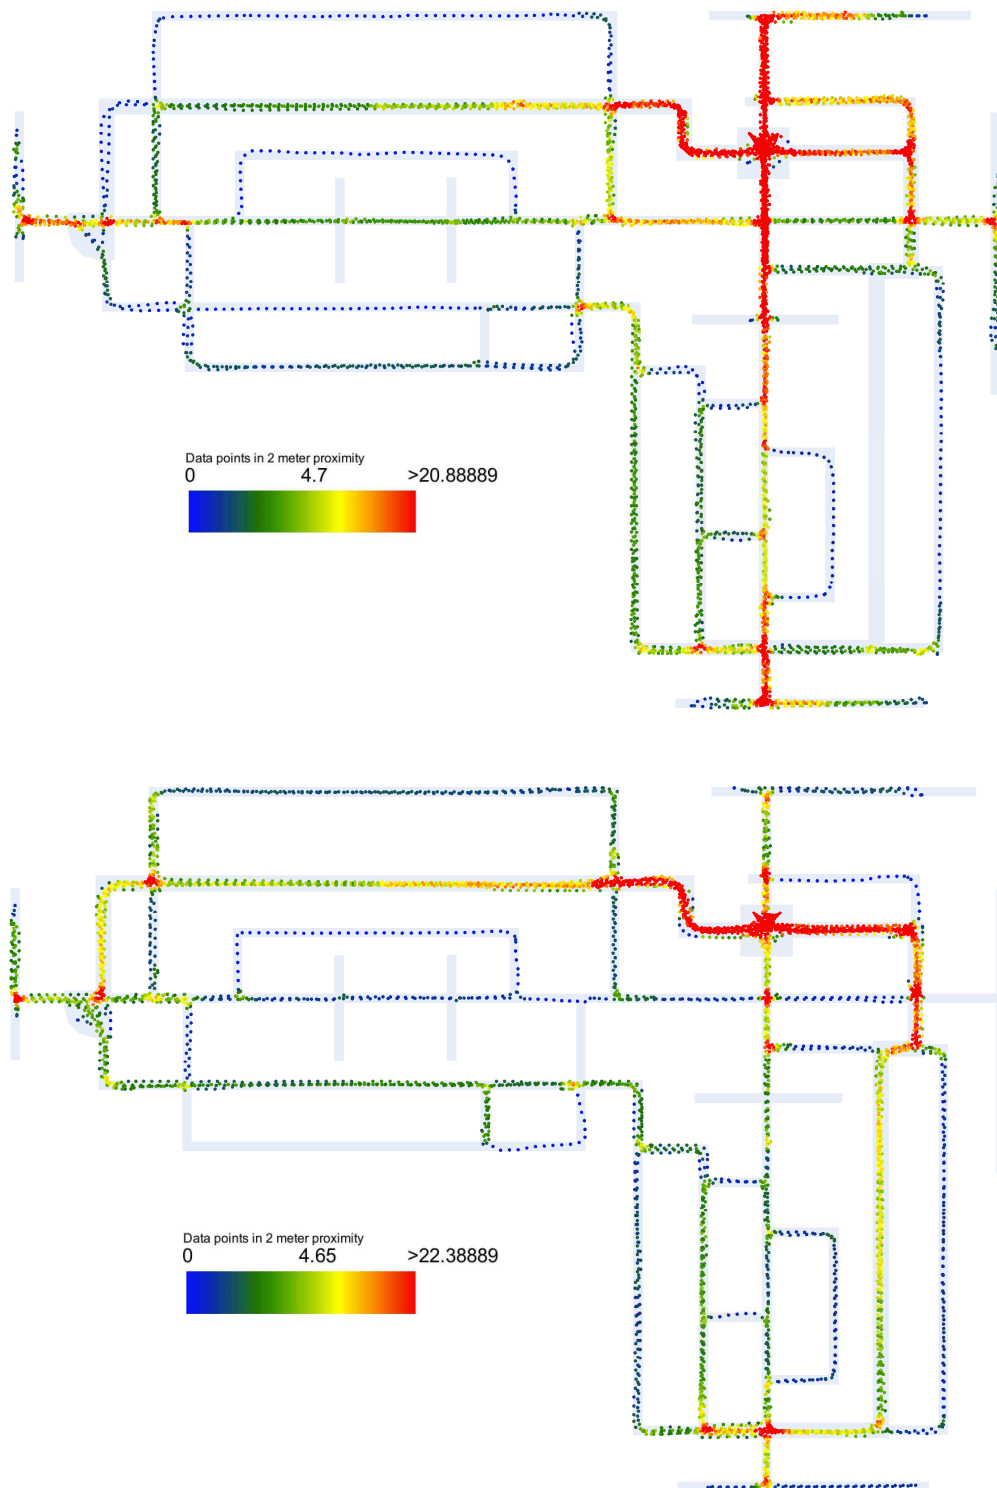 Data points in 2 meter proximity
0 4.7 >20.88889
Data points in 2 meter proximity
0 4.65 >22.38889